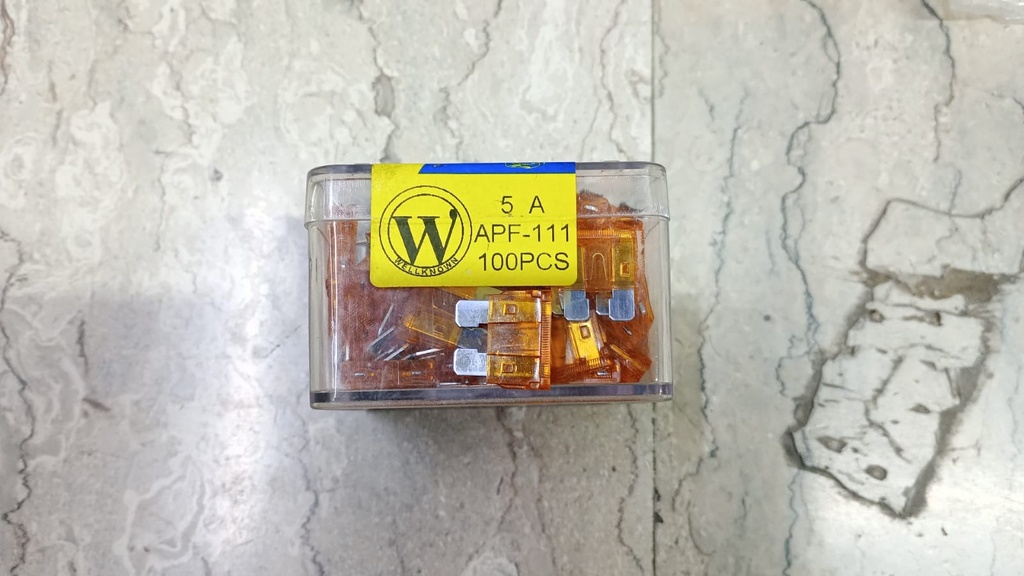 W
WELLKNOWN
5 A
APF-111
100PCS